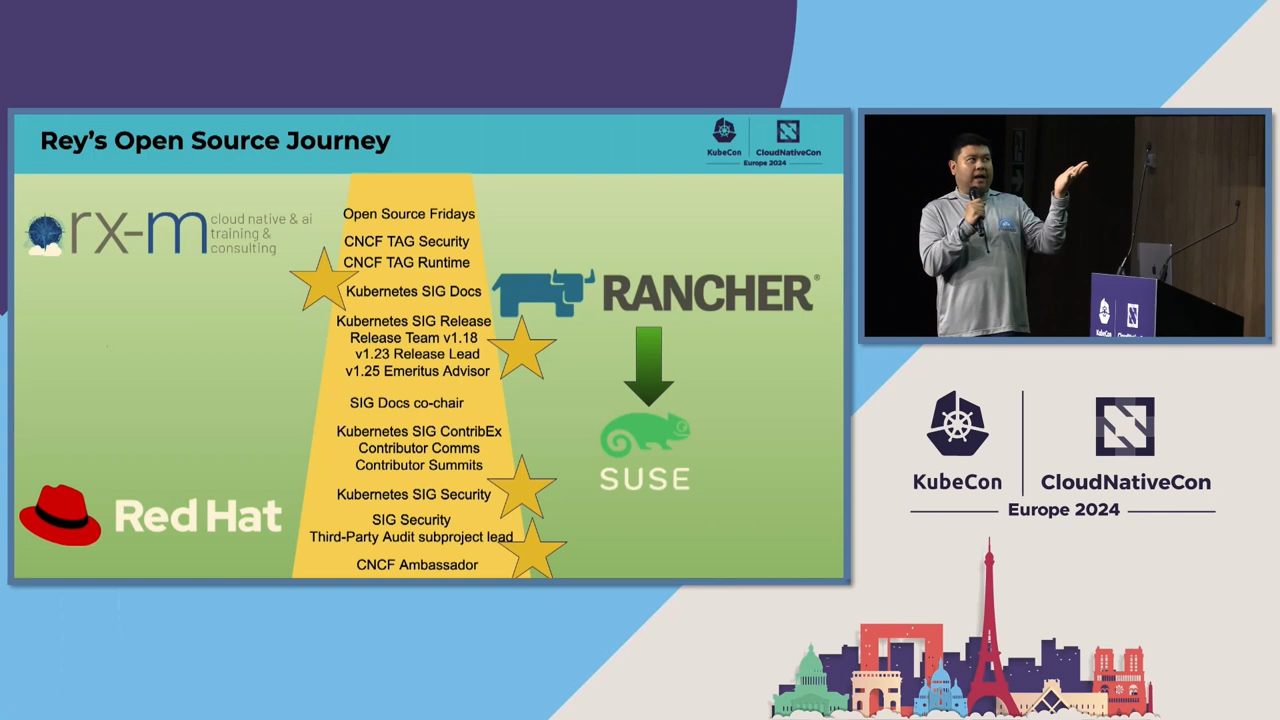 Rey's Open Source Journey
KubeCon
CloudNativeCon
Europe 2024
rx-m
cloud native & ai
training &
consulting
Open Source Fridays
CNCF TAG Security
CNCF TAG Runtime
Kubernetes SIG Docs
RANCHER®
Kubernetes SIG Release
Release Team v1.18
v1.23 Release Lead
v1.25 Emeritus Advisor
SIG Docs co-chair
Kubernetes SIG ContribEx
Contributor Comms
Contributor Summits
SUSE
Kubernetes SIG Security
Red Hat
SIG Security
Third-Party Audit subproject lead
CNCF Ambassador
KubeCon
CloudNativeCon
KubeCon
CloudNativeCon
Europe 2024